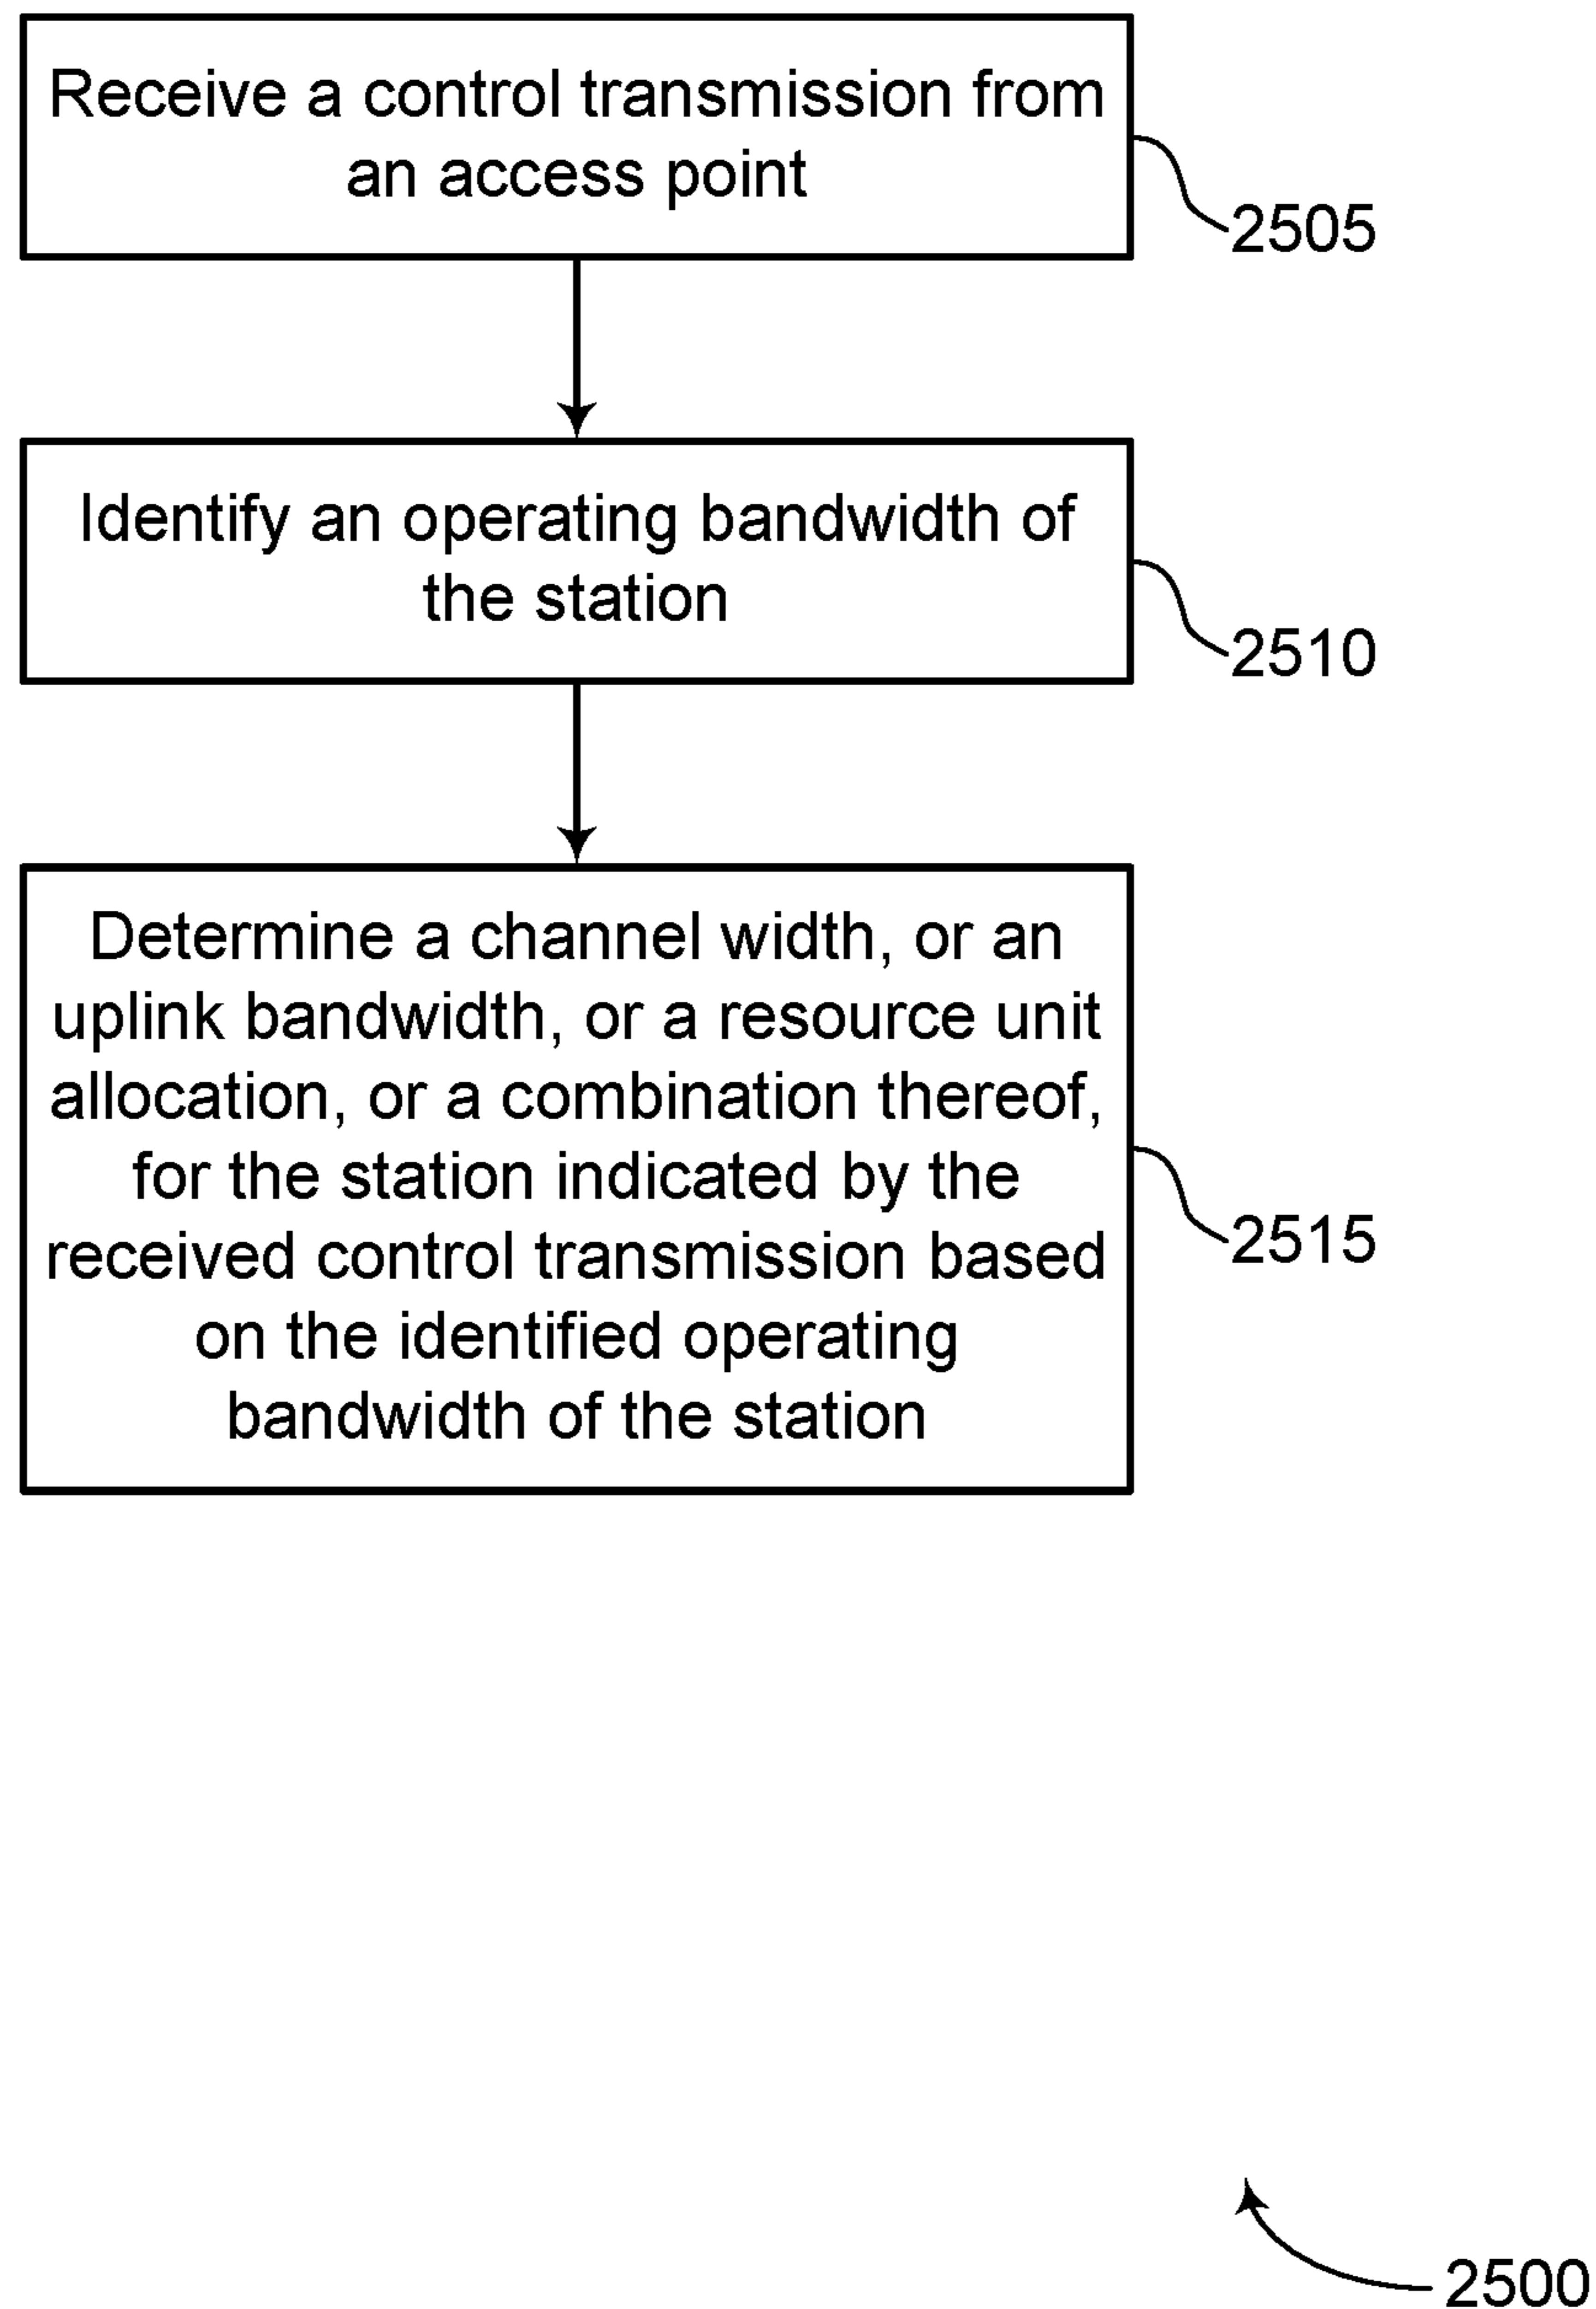 Receive a control transmission from
an access point
2505
Identify an operating bandwidth of
the station
2510
Determine a channel width, or an
uplink bandwidth, or a resource unit
allocation, or a combination thereof,
for the station indicated by the
received control transmission based
on the identified operating
bandwidth of the station
2515
2500